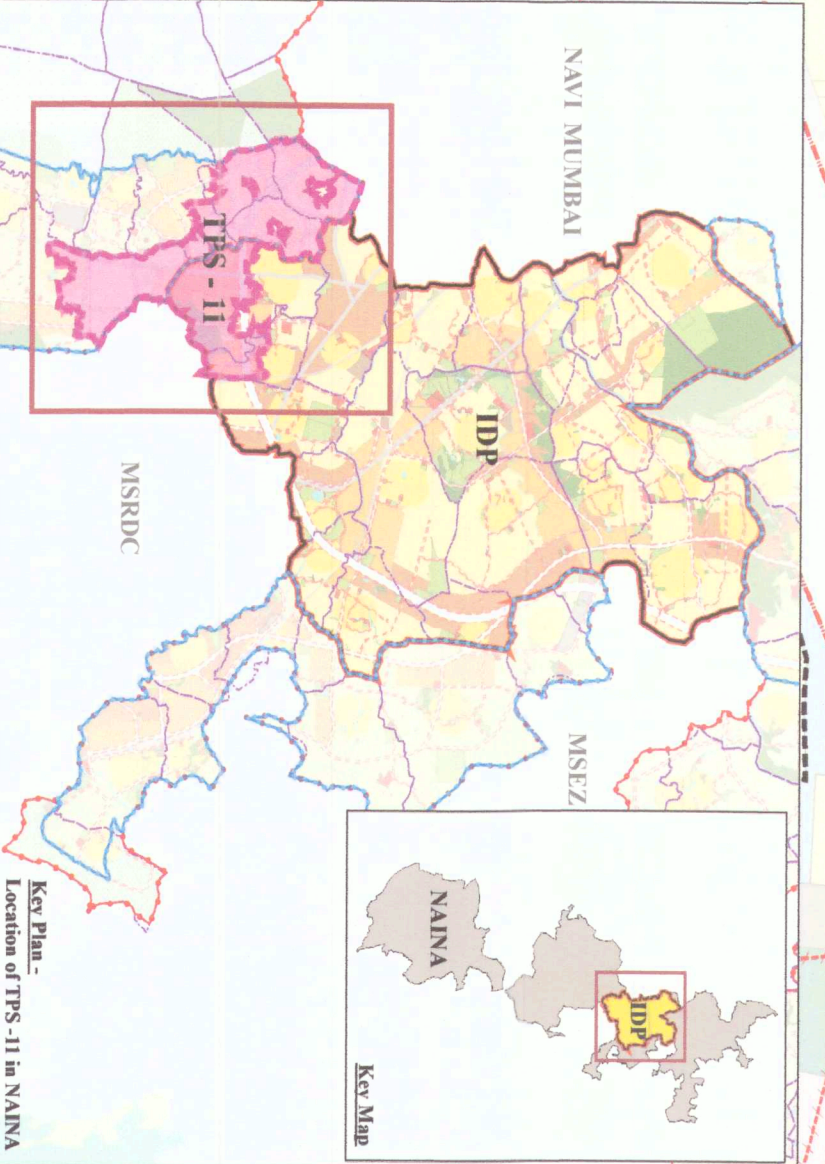 NAVI MUMBAI
TPS - 11
IDP
MSRDC
MSEZ
NAINA
IDP
Key Map
Key Plan -
Location of TPS -11 in NAINA